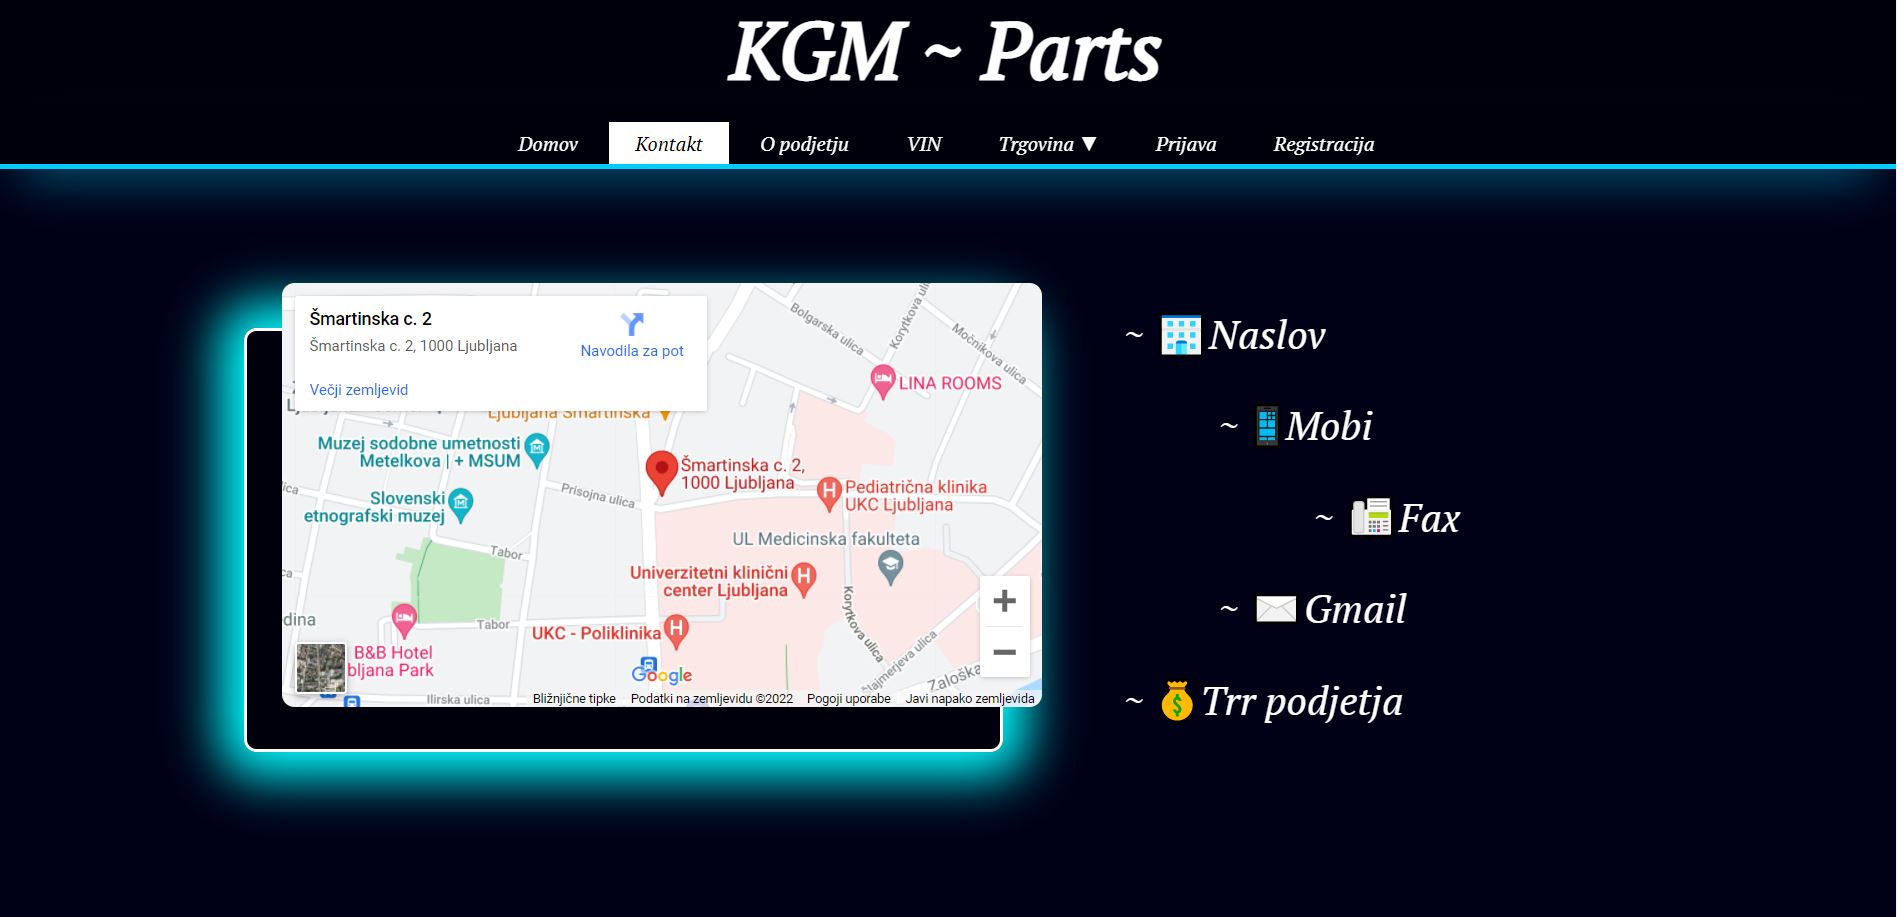 KGM ~ Parts
Domov
Kontakt
O podjetju
VIN
Trgovina ▼
Prijava
Registracija
Šmartinska c. 2
Šmartinska c. 2, 1000 Ljubljana
Navodila za pot
Večji zemljevid
Ljubljana Šmartinska
Bolgarska ulica
Korytkova ulica
Močnikova ulica
LINA ROOMS
Muzej sodobne umetnosti
Metelkova | + MSUM
Šmartinska c. 2,
1000 Ljubljana
Slovenski
etnografski muzej
Prisojna ulica
Pediatrična klinika
UKC Ljubljana
UL Medicinska fakulteta
Tabor
Univerzitetni klinični
center Ljubljana
Korytkova ulica
Tabor
UKC - Poliklinika
B&B Hotel
bljana Park
Google
Zaloška
Ilirska ulica
Bližnjične tipke
Podatki na zemljevidu ©2022
Pogoji uporabe
Javi napako zemljevida
~ Naslov
~ Mobi
~ Fax
~ Gmail
~ Trr podjetja